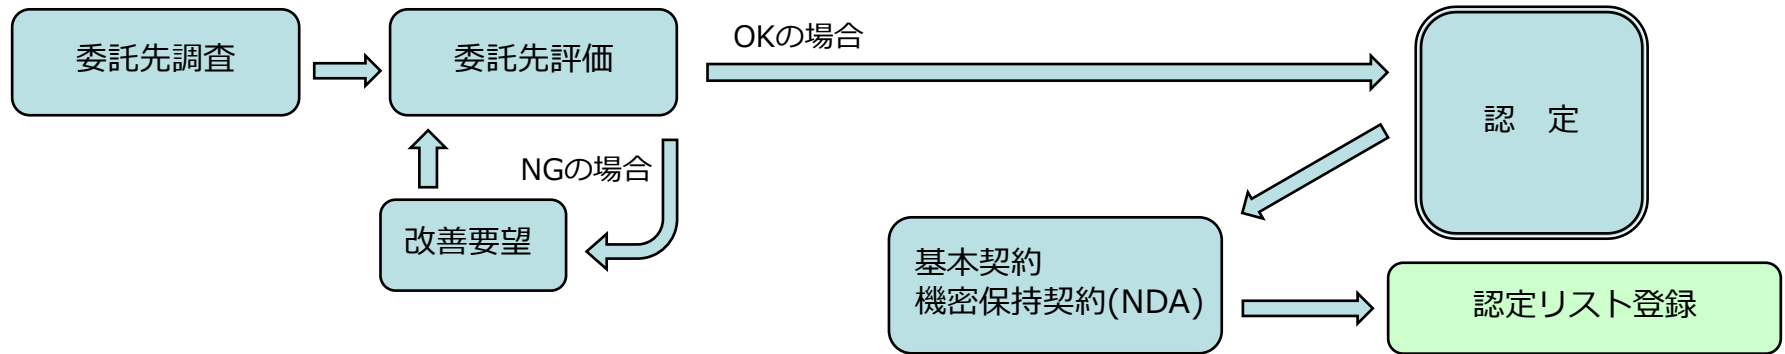 委託先調査
委託先評価
OKの場合
認　定
NGの場合
改善要望
基本契約
機密保持契約(NDA)
認定リスト登録